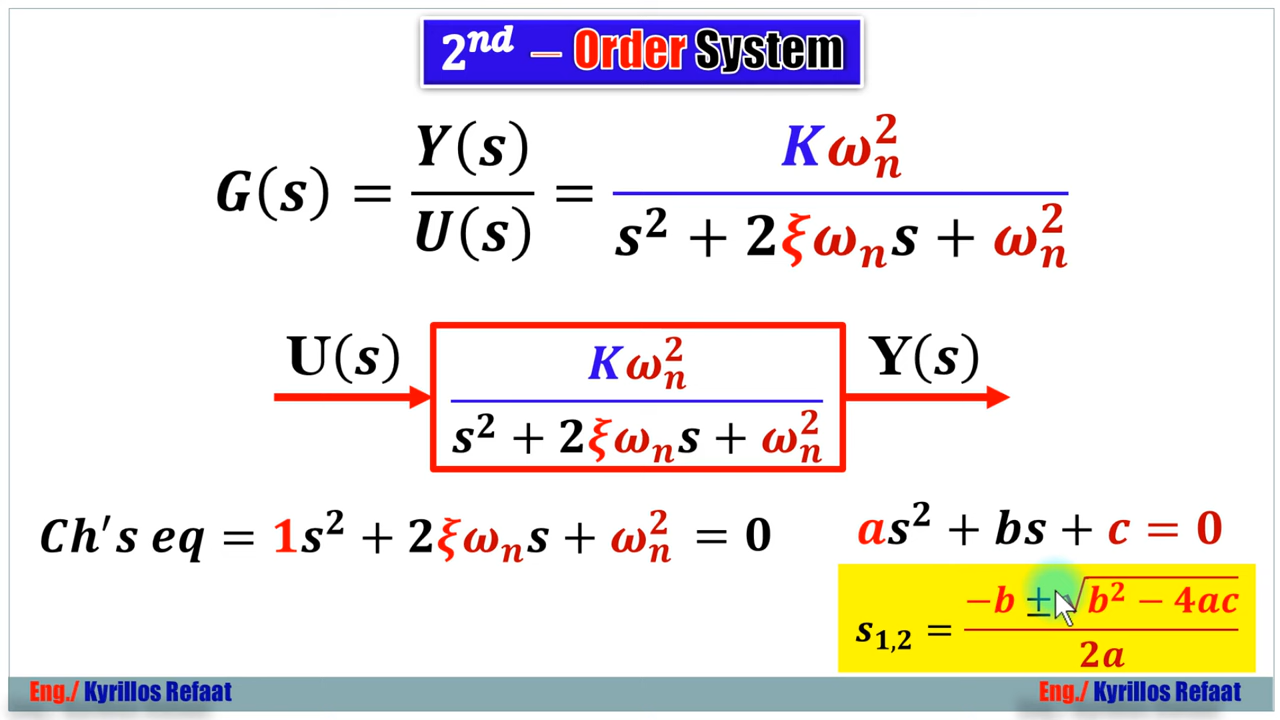 2ⁿᵈ – Order System
G(s) = Y(s) / U(s) = Kωₙ² / (s² + 2ξωₙs + ωₙ²)
U(s) Kωₙ² / (s² + 2ξωₙs + ωₙ²) Y(s)
Ch's eq = 1s² + 2ξωₙs + ωₙ² = 0
as² + bs + c = 0
s₁,₂ = (−b ± √(b² − 4ac)) / 2a
Eng./ Kyrillos Refaat
Eng./ Kyrillos Refaat